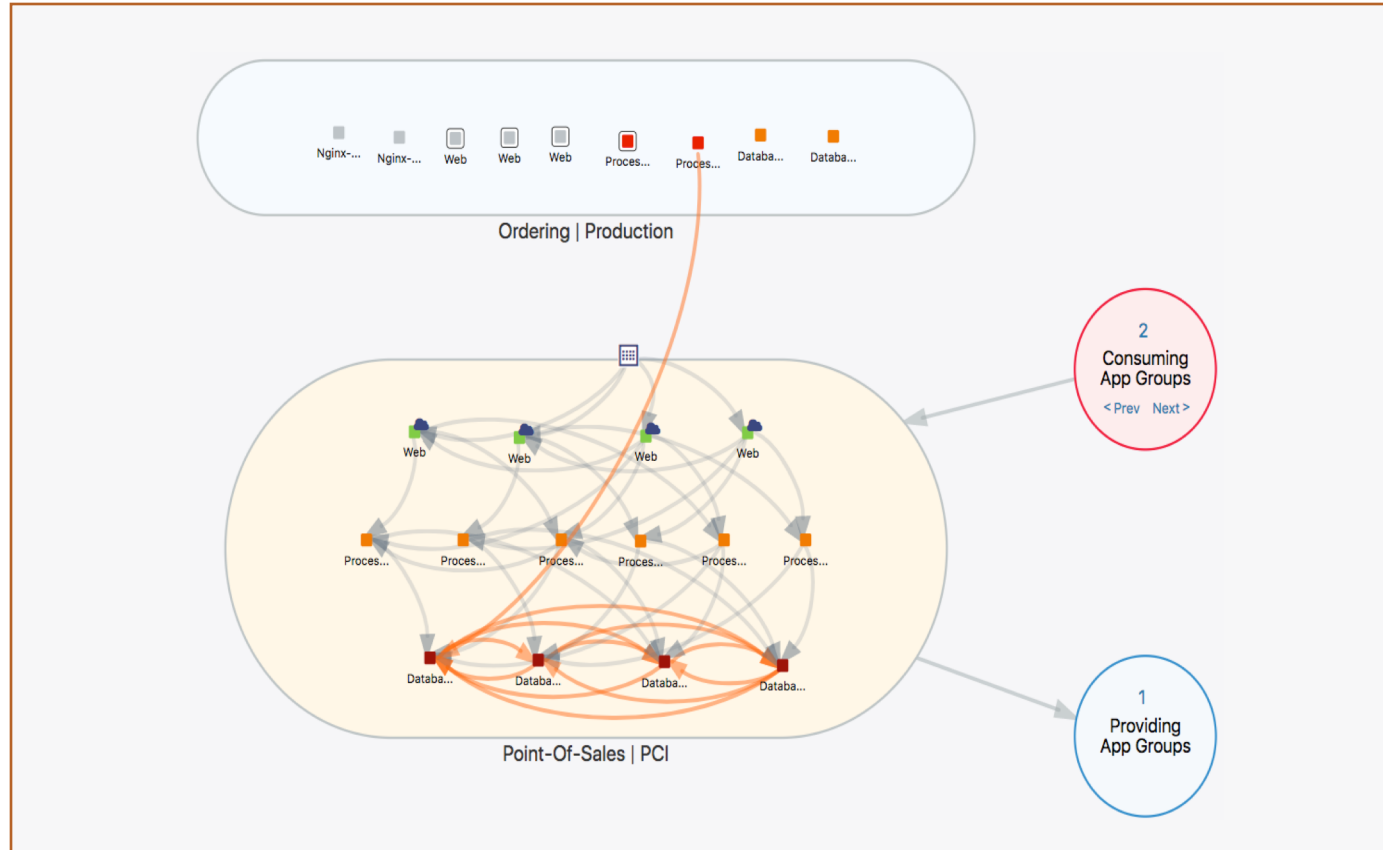 Nginx-...
Nginx-...
Web
Web
Web
Proces...
Proces...
Databa...
Databa...
Ordering | Production
2
Consuming
App Groups
< Prev Next >
Web
Web
Web
Web
Proces...
Proces...
Proces...
Proces...
Proces...
Proces...
Databa...
Databa...
Databa...
Databa...
Point-Of-Sales | PCI
1
Providing
App Groups